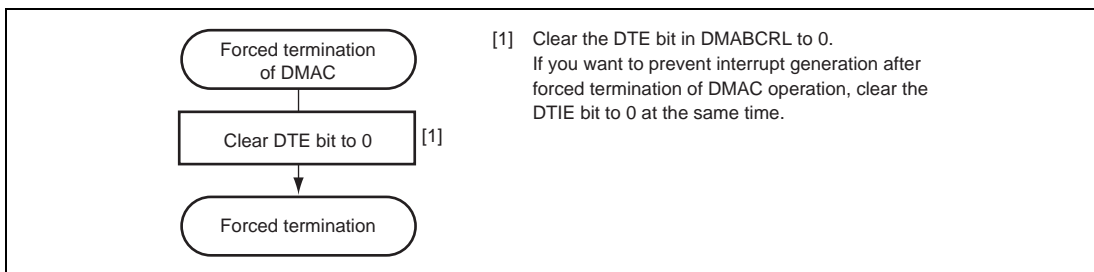 Forced termination
of DMAC
Clear DTE bit to 0
[1]
Forced termination
[1] Clear the DTE bit in DMABCRL to 0.
If you want to prevent interrupt generation after
forced termination of DMAC operation, clear the
DTIE bit to 0 at the same time.